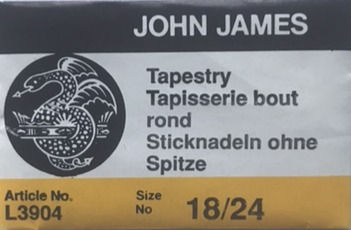 JOHN JAMES
Tapestry
Tapisserie bout
rond
Sticknadeln ohne
Spitze
Article No.
L3904
Size
No
18/24